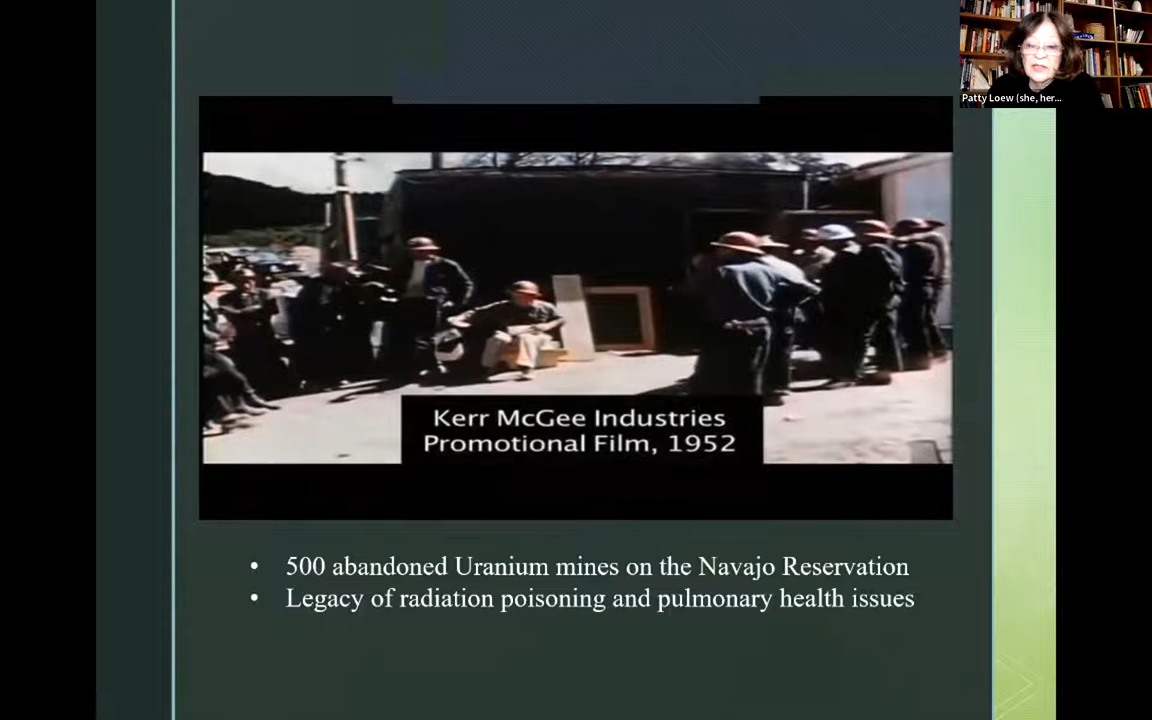 Patty Loew (she, her...
Kerr McGee Industries
Promotional Film, 1952
• 500 abandoned Uranium mines on the Navajo Reservation
• Legacy of radiation poisoning and pulmonary health issues